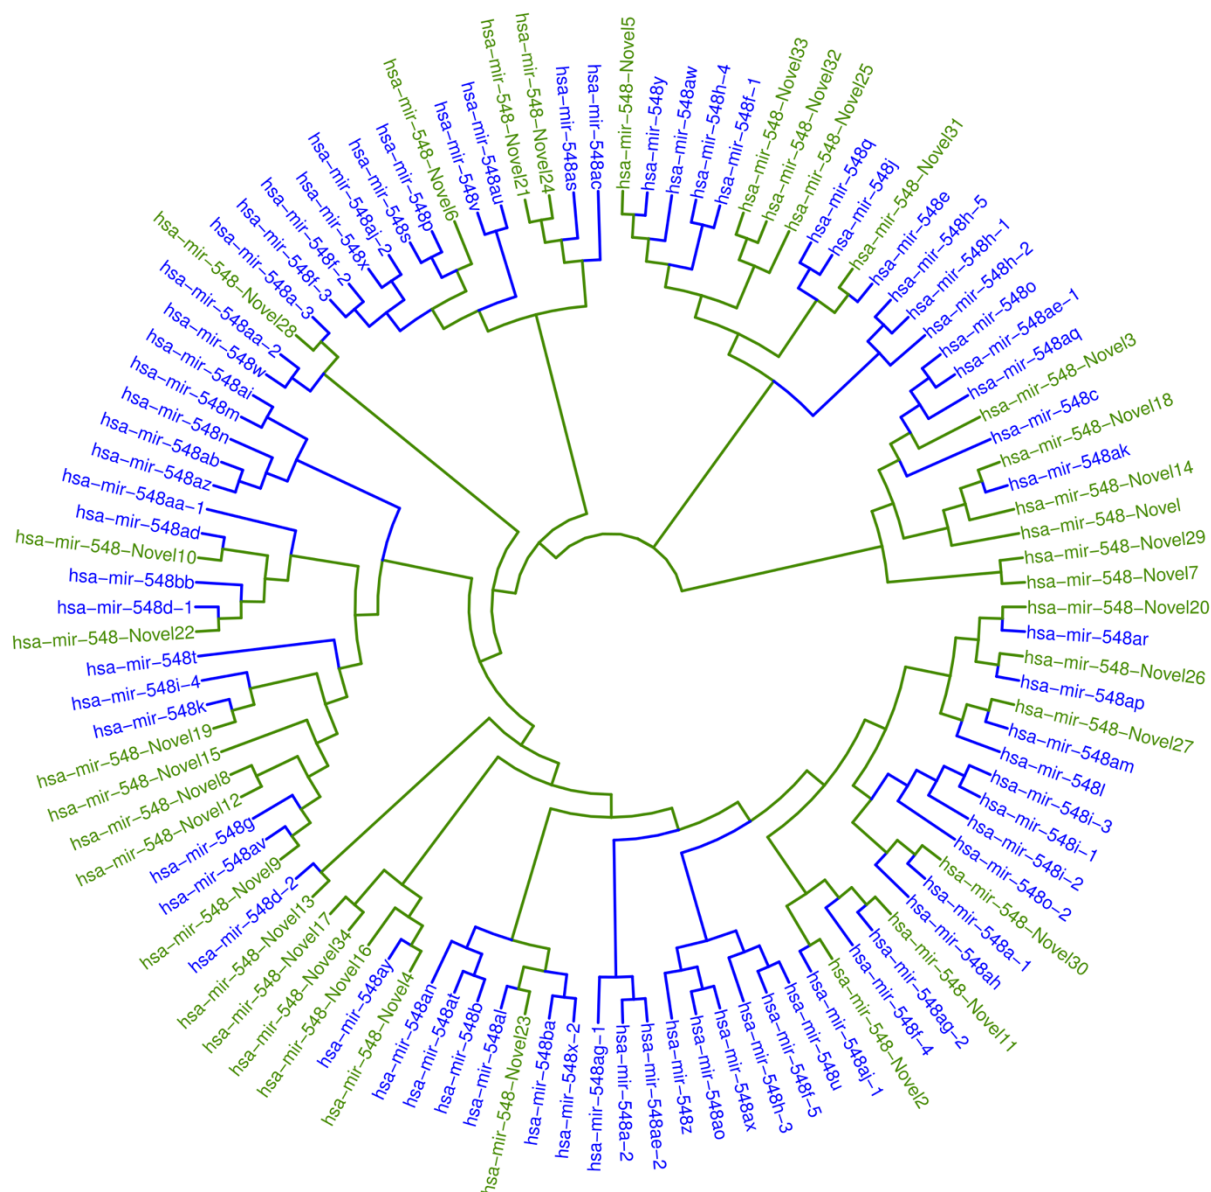 hsa-mir-548-Novel5
hsa-mir-548y
hsa-mir-548aw
hsa-mir-548h-4
hsa-mir-548f-1
hsa-mir-548-Novel33
hsa-mir-548-Novel32
hsa-mir-548-Novel25
hsa-mir-548q
hsa-mir-548j
hsa-mir-548-Novel31
hsa-mir-548e
hsa-mir-548h-5
hsa-mir-548h-1
hsa-mir-548h-2
hsa-mir-548o
hsa-mir-548ae-1
hsa-mir-548aq
hsa-mir-548-Novel3
hsa-mir-548c
hsa-mir-548-Novel18
hsa-mir-548ak
hsa-mir-548-Novel14
hsa-mir-548-Novel
hsa-mir-548-Novel29
hsa-mir-548-Novel7
hsa-mir-548-Novel20
hsa-mir-548ar
hsa-mir-548-Novel26
hsa-mir-548ap
hsa-mir-548-Novel27
hsa-mir-548am
hsa-mir-548l
hsa-mir-548i-3
hsa-mir-548i-1
hsa-mir-548i-2
hsa-mir-548o-2
hsa-mir-548-Novel30
hsa-mir-548a-1
hsa-mir-548ah
hsa-mir-548-Novel11
hsa-mir-548ag-2
hsa-mir-548f-4
hsa-mir-548-Novel2
hsa-mir-548aj-1
hsa-mir-548u
hsa-mir-548f-5
hsa-mir-548h-3
hsa-mir-548ax
hsa-mir-548ao
hsa-mir-548z
hsa-mir-548ae-2
hsa-mir-548a-2
hsa-mir-548ag-1
hsa-mir-548x-2
hsa-mir-548ba
hsa-mir-548-Novel23
hsa-mir-548al
hsa-mir-548b
hsa-mir-548at
hsa-mir-548an
hsa-mir-548-Novel4
hsa-mir-548ay
hsa-mir-548-Novel16
hsa-mir-548-Novel34
hsa-mir-548-Novel17
hsa-mir-548-Novel13
hsa-mir-548d-2
hsa-mir-548-Novel9
hsa-mir-548av
hsa-mir-548g
hsa-mir-548-Novel12
hsa-mir-548-Novel8
hsa-mir-548-Novel15
hsa-mir-548-Novel19
hsa-mir-548k
hsa-mir-548i-4
hsa-mir-548t
hsa-mir-548-Novel22
hsa-mir-548d-1
hsa-mir-548bb
hsa-mir-548-Novel10
hsa-mir-548ad
hsa-mir-548aa-1
hsa-mir-548az
hsa-mir-548ab
hsa-mir-548n
hsa-mir-548m
hsa-mir-548ai
hsa-mir-548w
hsa-mir-548aa-2
hsa-mir-548-Novel28
hsa-mir-548a-3
hsa-mir-548f-3
hsa-mir-548f-2
hsa-mir-548x
hsa-mir-548aj-2
hsa-mir-548s
hsa-mir-548p
hsa-mir-548-Novel6
hsa-mir-548v
hsa-mir-548au
hsa-mir-548-Novel21
hsa-mir-548-Novel24
hsa-mir-548as
hsa-mir-548ac